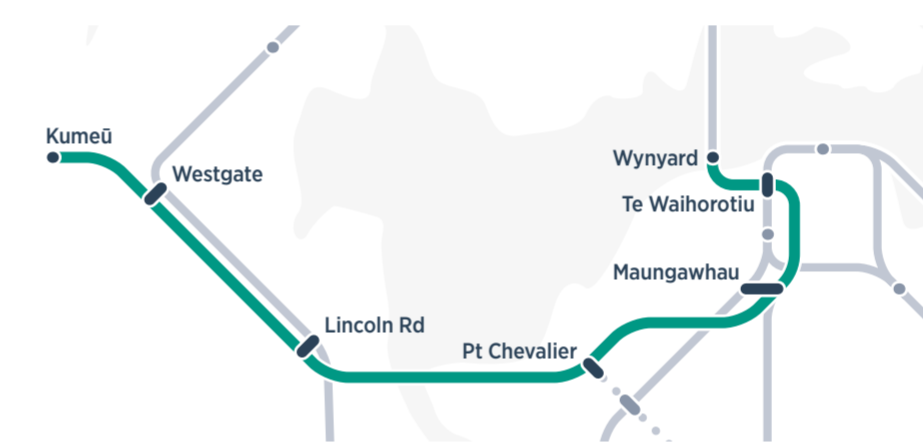 Kumeū
Westgate
Wynyard
Te Waihorotiu
Maungawhau
Lincoln Rd
Pt Chevalier